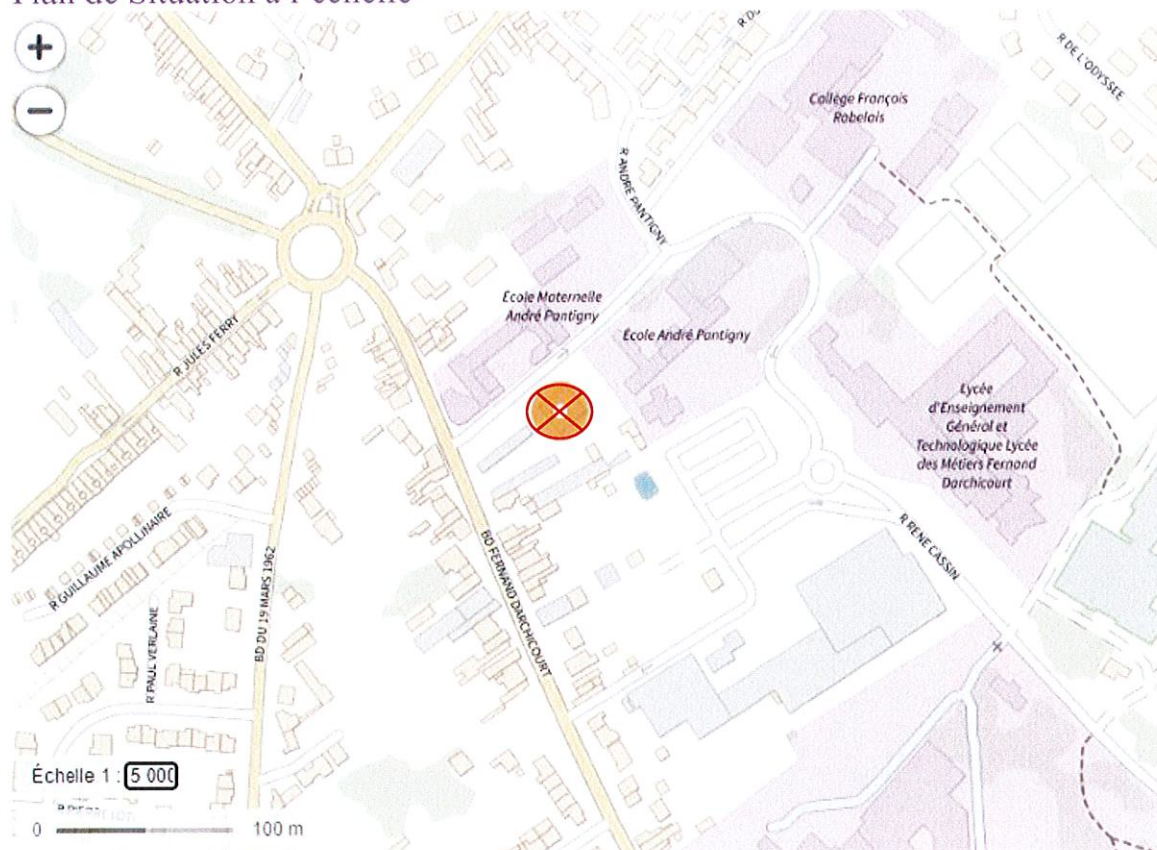 Plan de Situation à l'échelle
+
−
R DE L'ODYSSEE
Collège François
Rabelais
R ANDRE PANTIGNY
École Maternelle
André Pantigny
École André Pantigny
R JULES FERRY
Lycée
d'Enseignement
Général et
Technologique Lycée
des Métiers Fernand
Darchicourt
R GUILLAUME APOLLINAIRE
R PAUL VERLAINE
BD DU 19 MARS 1962
BD FERNAND DARCHICOURT
R RENE CASSIN
Échelle 1 : 5 000
0 100 m